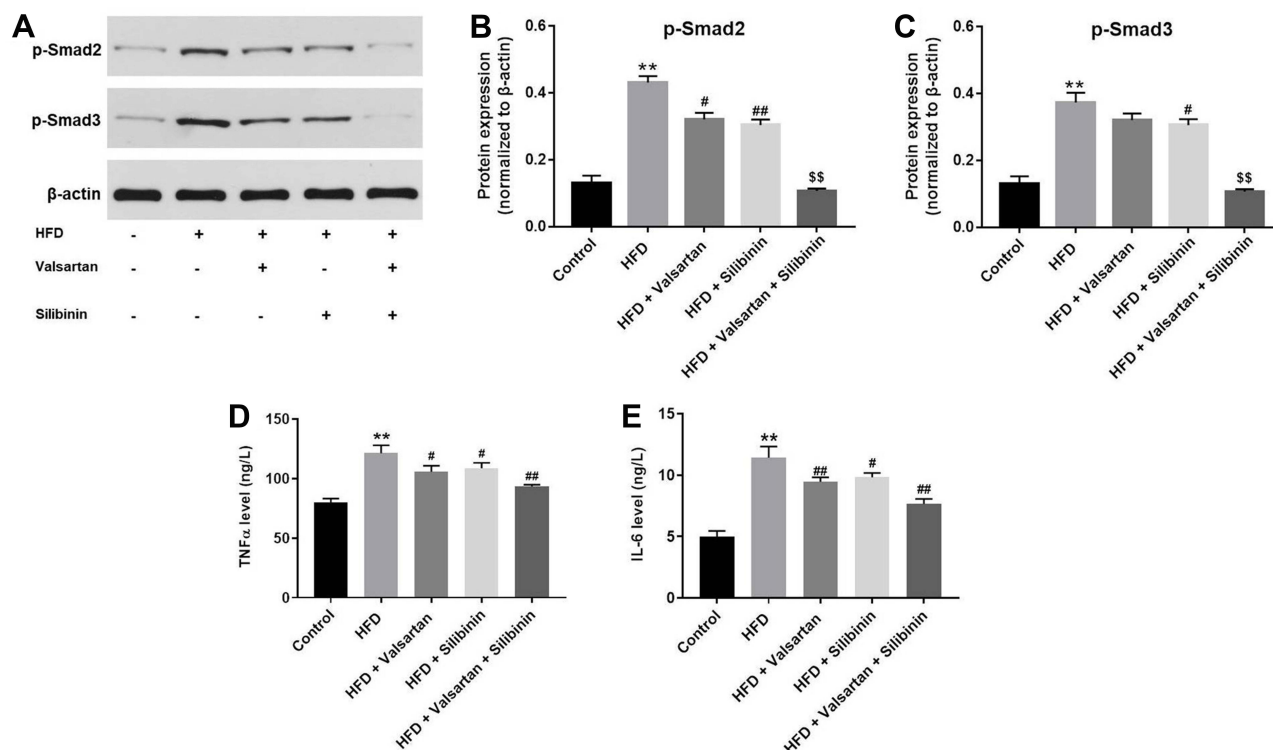 A
p-Smad2
p-Smad3
β-actin
HFD - + + + +
Valsartan - - + - +
Silibinin - - - + +
B
p-Smad2
Protein expression
(normalized to β-actin)
0.6
0.4
0.2
0.0
**
#
##
$$
Control
HFD
HFD + Valsartan
HFD + Silibinin
HFD + Valsartan + Silibinin
C
p-Smad3
Protein expression
(normalized to β-actin)
0.6
0.4
0.2
0.0
**
#
$$
Control
HFD
HFD + Valsartan
HFD + Silibinin
HFD + Valsartan + Silibinin
D
TNFα level (ng/L)
150
100
50
0
**
#
#
##
Control
HFD
HFD + Valsartan
HFD + Silibinin
HFD + Valsartan + Silibinin
E
IL-6 level (ng/L)
15
10
5
0
**
##
#
##
Control
HFD
HFD + Valsartan
HFD + Silibinin
HFD + Valsartan + Silibinin